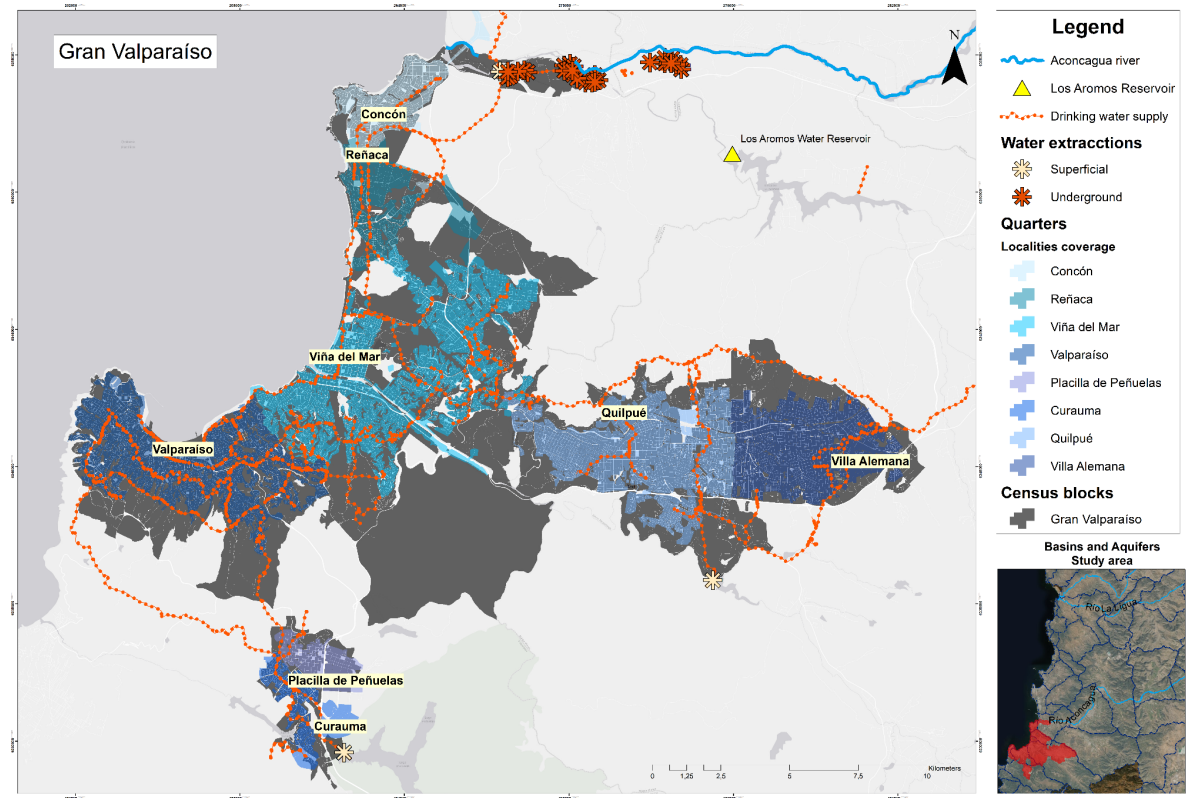 Gran Valparaíso
Concón
Reñaca
Los Aromos Water Reservoir
Viña del Mar
Quilpué
Valparaíso
Villa Alemana
Placilla de Peñuelas
Curauma
N
Kilometers
0 1,25 2,5 5 7,5 10
Legend
Aconcagua river
Los Aromos Reservoir
Drinking water supply
Water extracctions
Superficial
Underground
Quarters
Localities coverage
Concón
Reñaca
Viña del Mar
Valparaíso
Placilla de Peñuelas
Curauma
Quilpué
Villa Alemana
Census blocks
Gran Valparaíso
Basins and Aquifers
Study area
Río La Ligua
Río Aconcagua